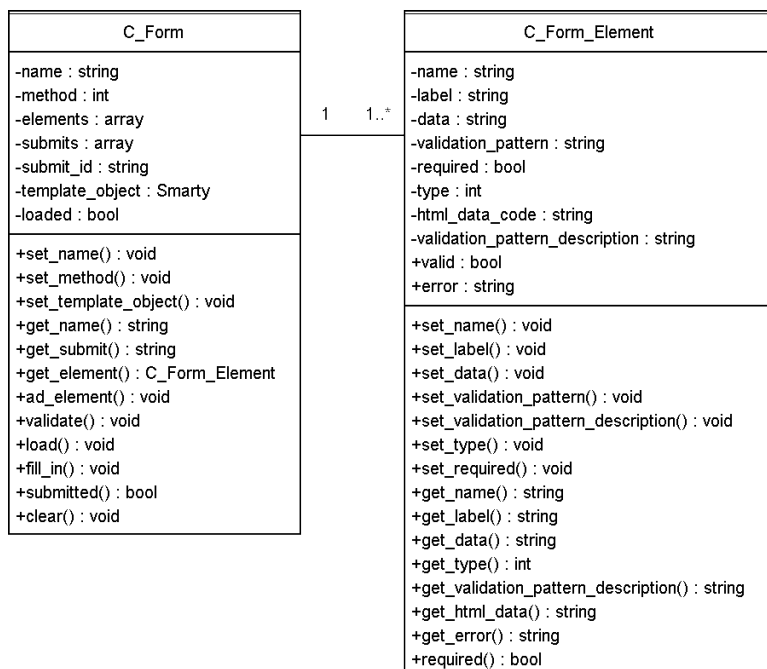 C_Form
-name : string
-method : int
-elements : array
-submits : array
-submit_id : string
-template_object : Smarty
-loaded : bool
+set_name() : void
+set_method() : void
+set_template_object() : void
+get_name() : string
+get_submit() : string
+get_element() : C_Form_Element
+ad_element() : void
+validate() : void
+load() : void
+fill_in() : void
+submitted() : bool
+clear() : void
1 1..*
C_Form_Element
-name : string
-label : string
-data : string
-validation_pattern : string
-required : bool
-type : int
-html_data_code : string
-validation_pattern_description : string
+valid : bool
+error : string
+set_name() : void
+set_label() : void
+set_data() : void
+set_validation_pattern() : void
+set_validation_pattern_description() : void
+set_type() : void
+set_required() : void
+get_name() : string
+get_label() : string
+get_data() : string
+get_type() : int
+get_validation_pattern_description() : string
+get_html_data() : string
+get_error() : string
+required() : bool